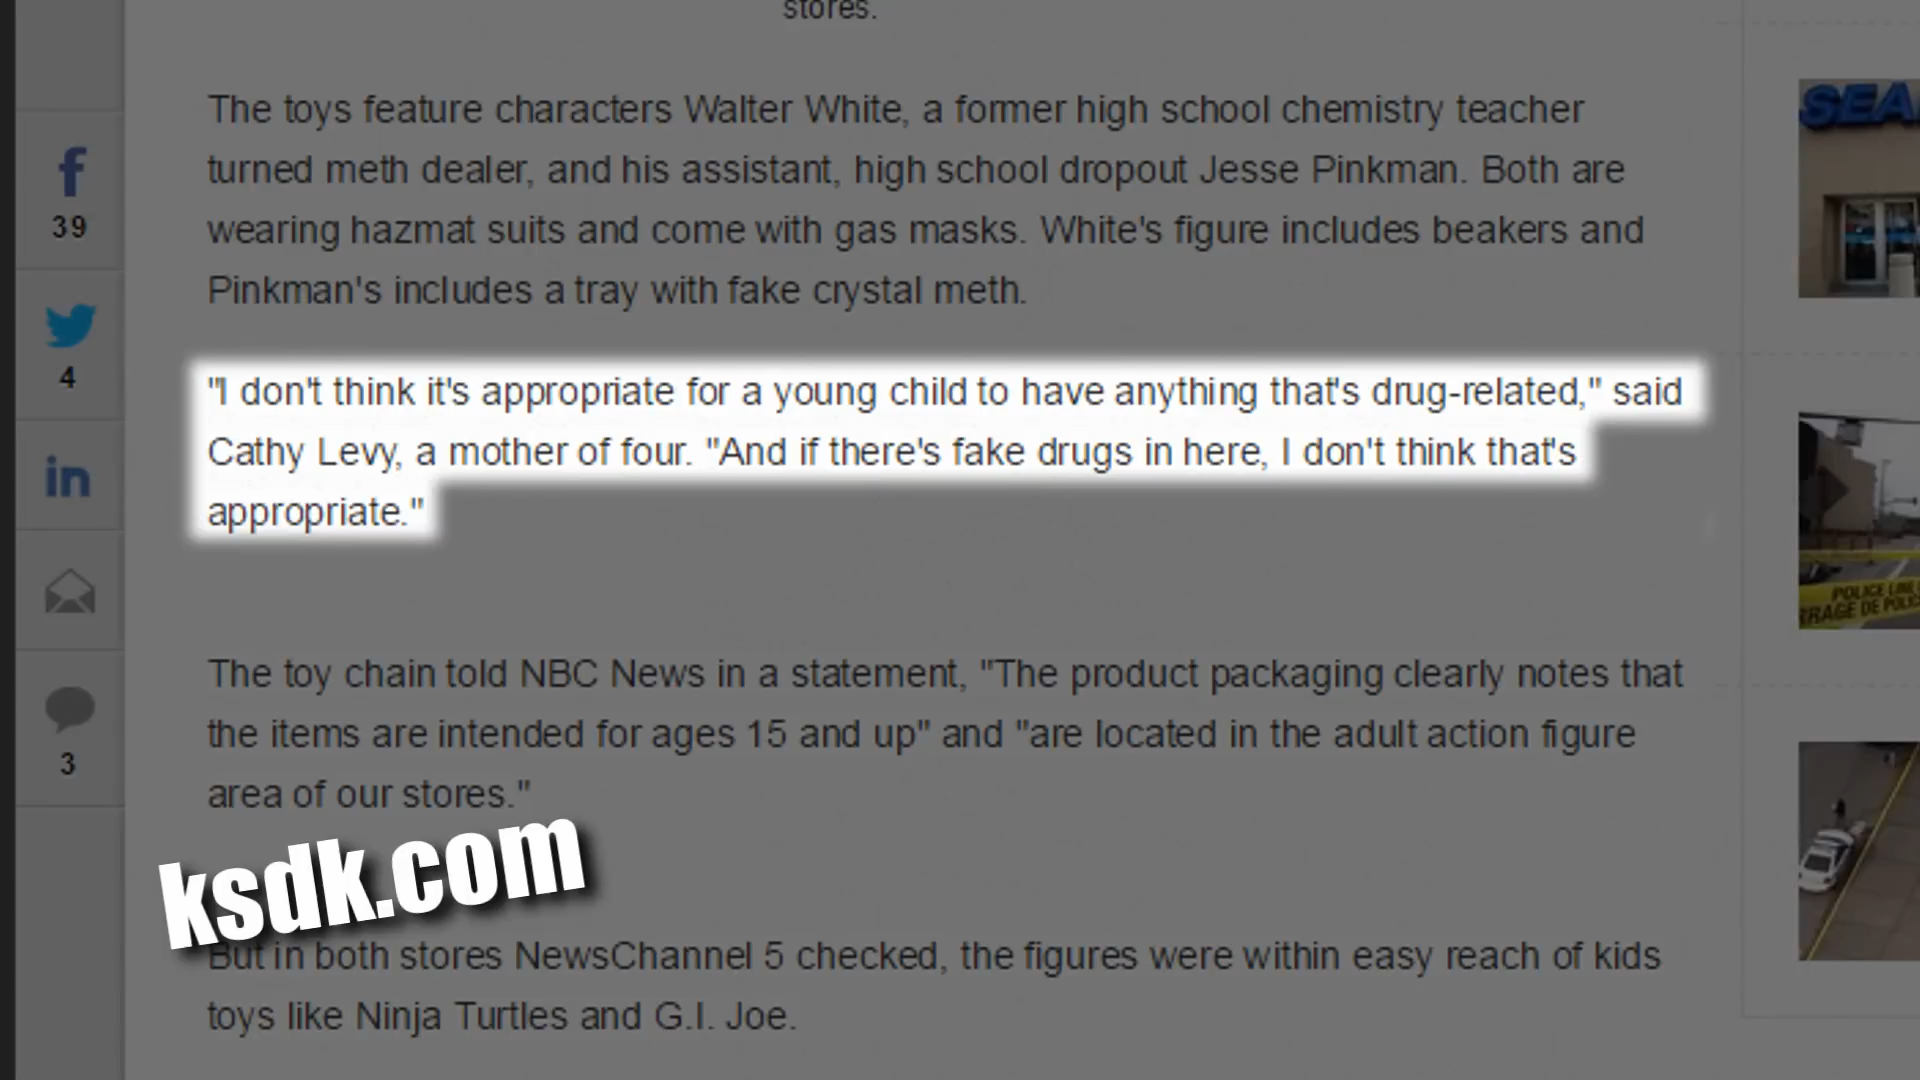 stores.
The toys feature characters Walter White, a former high school chemistry teacher
turned meth dealer, and his assistant, high school dropout Jesse Pinkman. Both are
wearing hazmat suits and come with gas masks. White's figure includes beakers and
Pinkman's includes a tray with fake crystal meth.
"I don't think it's appropriate for a young child to have anything that's drug-related," said
Cathy Levy, a mother of four. "And if there's fake drugs in here, I don't think that's
appropriate."
The toy chain told NBC News in a statement, "The product packaging clearly notes that
the items are intended for ages 15 and up" and "are located in the adult action figure
area of our stores."
ksdk.com
But in both stores NewsChannel 5 checked, the figures were within easy reach of kids
toys like Ninja Turtles and G.I. Joe.
f
39
4
in
3
SEA
POLICE LINE